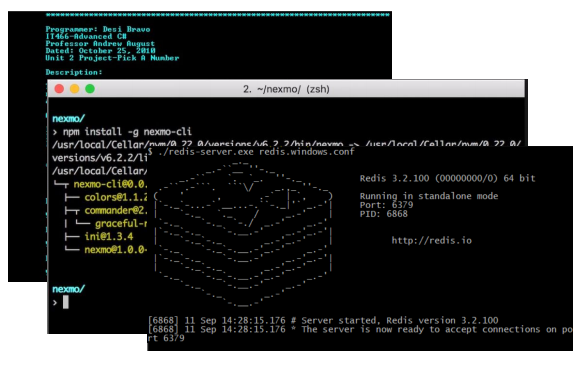 Programmer: Desi Bravo
IT466-Advanced C#
Professor Andrew August
Dated: October 25, 2010
Unit 2 Project-Pick A Number
Description:
2. ~/nexmo/ (zsh)
nexmo/
> npm install -g nexmo-cli
/usr/local/Cellar/nvm/0.22.0/versions/v6.2.2/bin/nexmo -> /usr/local/Cellar/nvm/0.22.0/
versions/v6.2.2/li
/usr/local/Cellar/
nexmo-cli@0.0.
colors@1.1.2
commander@2.
graceful-r
ini@1.3.4
nexmo@1.0.0-
nexmo/
>
$ ./redis-server.exe redis.windows.conf
Redis 3.2.100 (00000000/0) 64 bit
Running in standalone mode
Port: 6379
PID: 6868
http://redis.io
[6868] 11 Sep 14:28:15.176 # Server started, Redis version 3.2.100
[6868] 11 Sep 14:28:15.176 * The server is now ready to accept connections on po
rt 6379